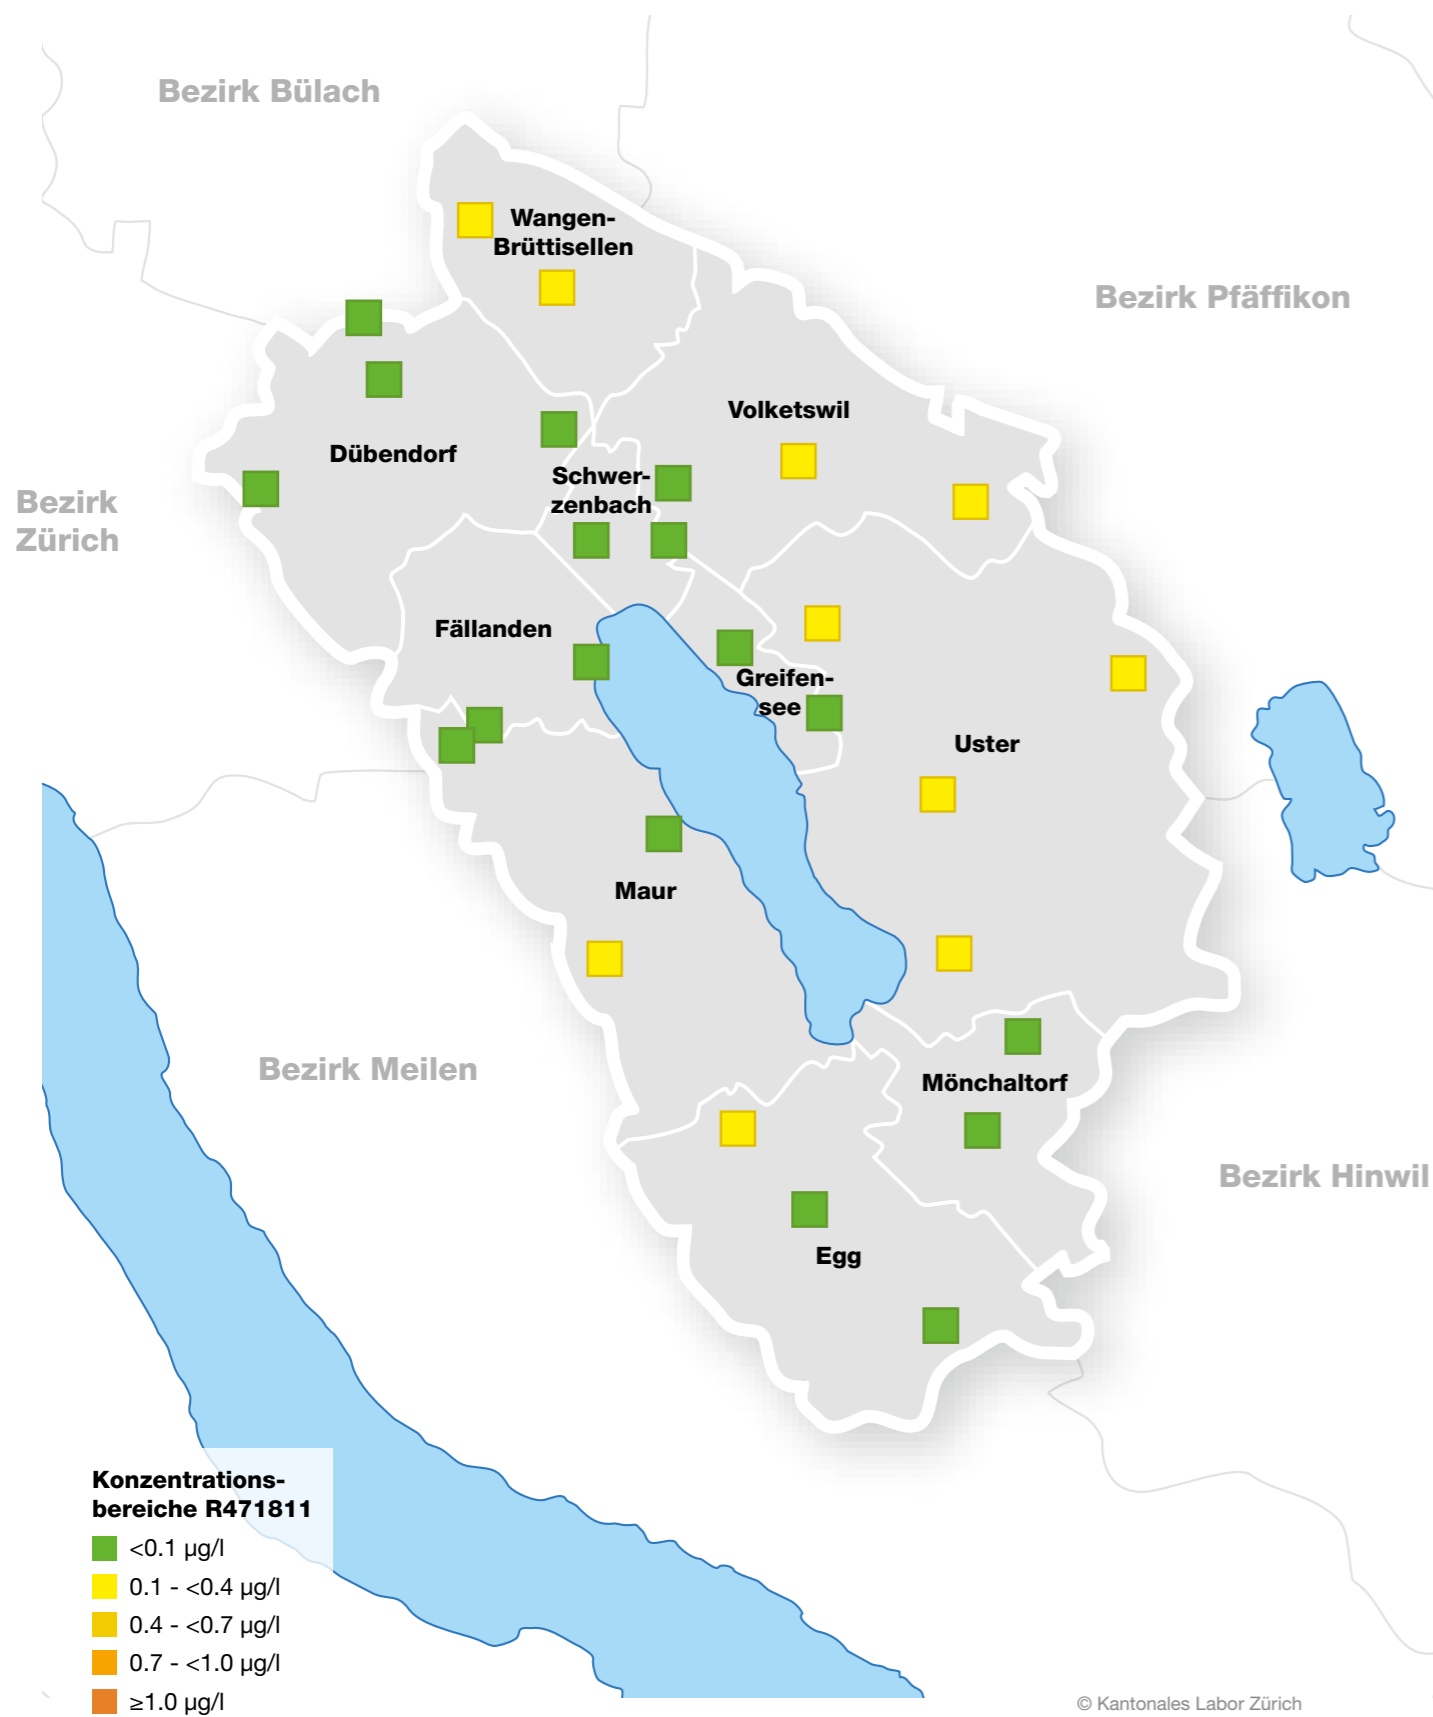 Bezirk Bülach
Wangen-
Brüttisellen
Bezirk Pfäffikon
Volketswil
Dübendorf
Schwer-
zenbach
Bezirk
Zürich
Fällanden
Greifen-
see
Uster
Maur
Bezirk Meilen
Mönchaltorf
Bezirk Hinwil
Egg
Konzentrations-
bereiche R471811
<0.1 µg/l
0.1 - <0.4 µg/l
0.4 - <0.7 µg/l
0.7 - <1.0 µg/l
≥1.0 µg/l
© Kantonales Labor Zürich